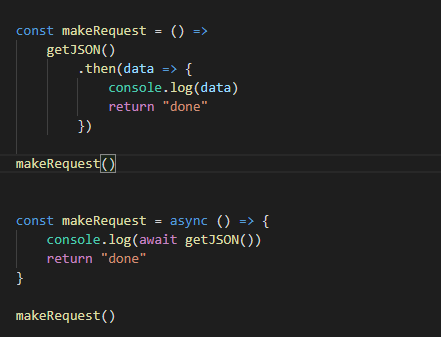 const makeRequest = () =>
    getJSON()
        .then(data => {
            console.log(data)
            return "done"
        })
makeRequest()
const makeRequest = async () => {
    console.log(await getJSON())
    return "done"
}
makeRequest()